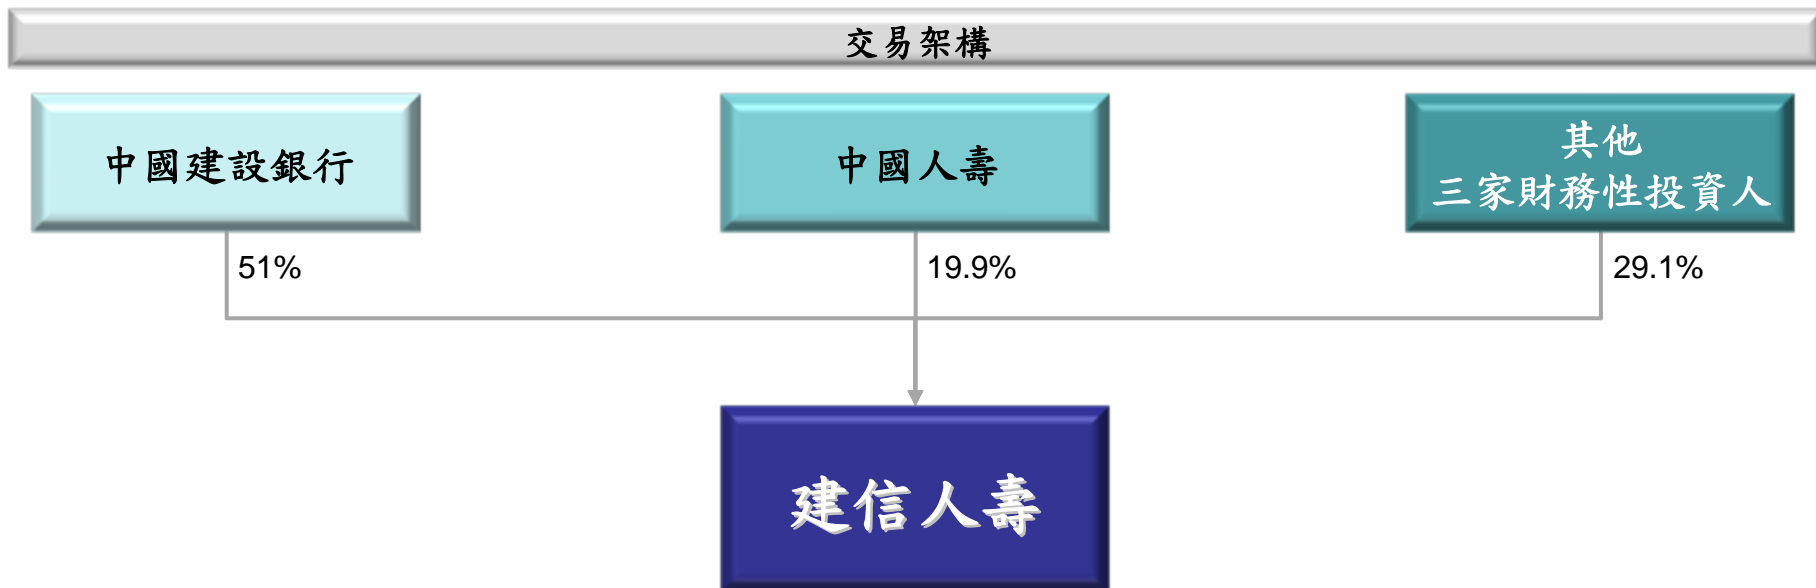 交易架構
中國建設銀行
中國人壽
其他
三家財務性投資人
51%
19.9%
29.1%
建信人壽